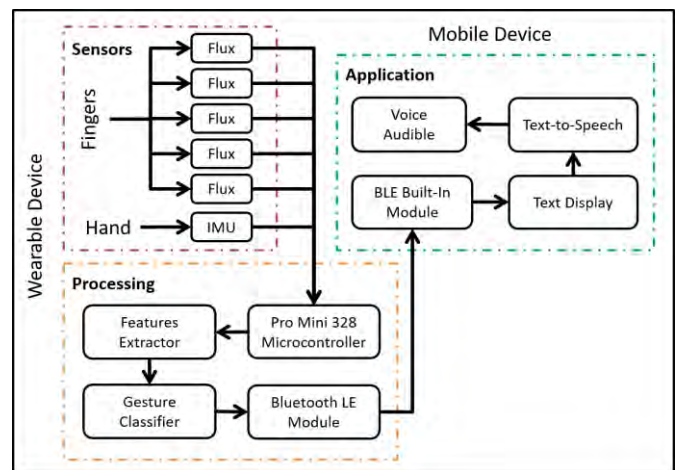 Wearable Device
Sensors
Fingers
Flux
Flux
Flux
Flux
Flux
Hand
IMU
Processing
Features
Extractor
Pro Mini 328
Microcontroller
Gesture
Classifier
Bluetooth LE
Module
Mobile Device
Application
Voice
Audible
Text-to-Speech
BLE Built-In
Module
Text Display